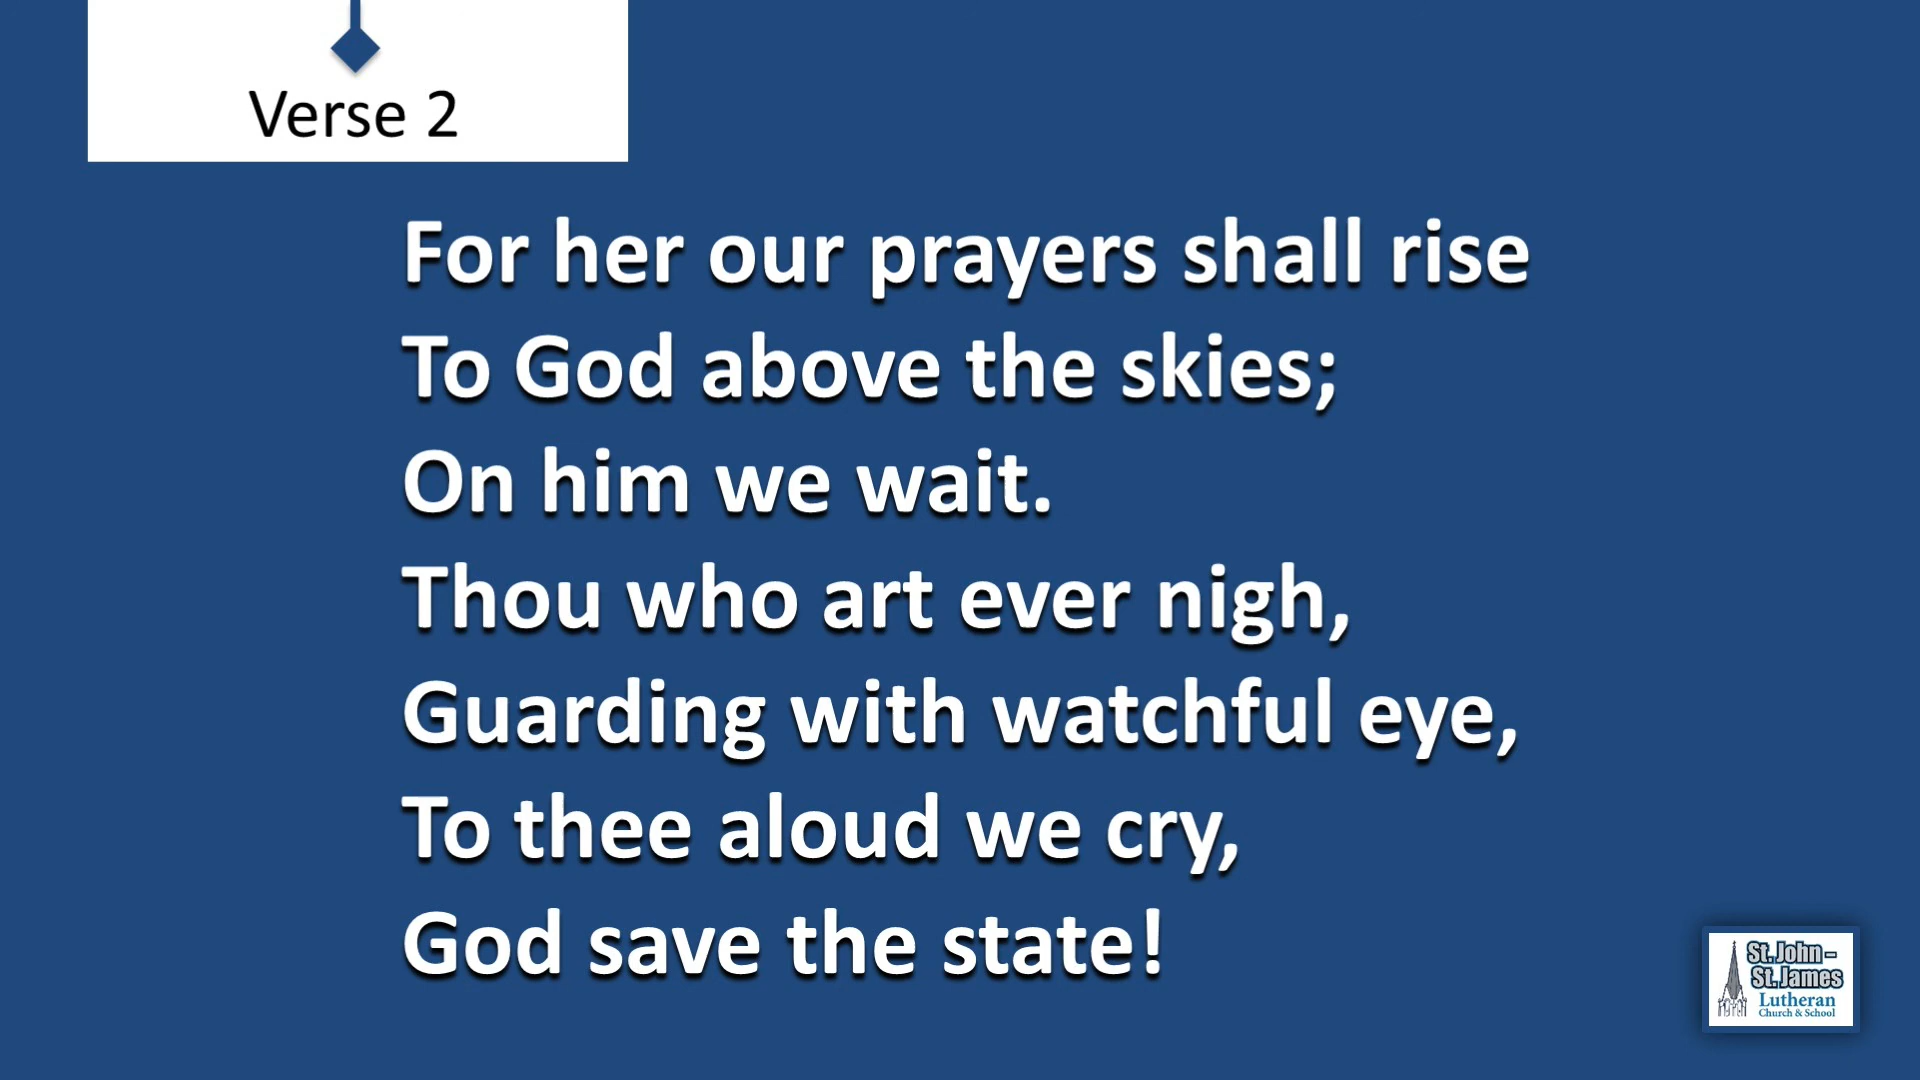 Verse 2
For her our prayers shall rise
To God above the skies;
On him we wait.
Thou who art ever nigh,
Guarding with watchful eye,
To thee aloud we cry,
God save the state!
St. John –
St. James
Lutheran
Church & School